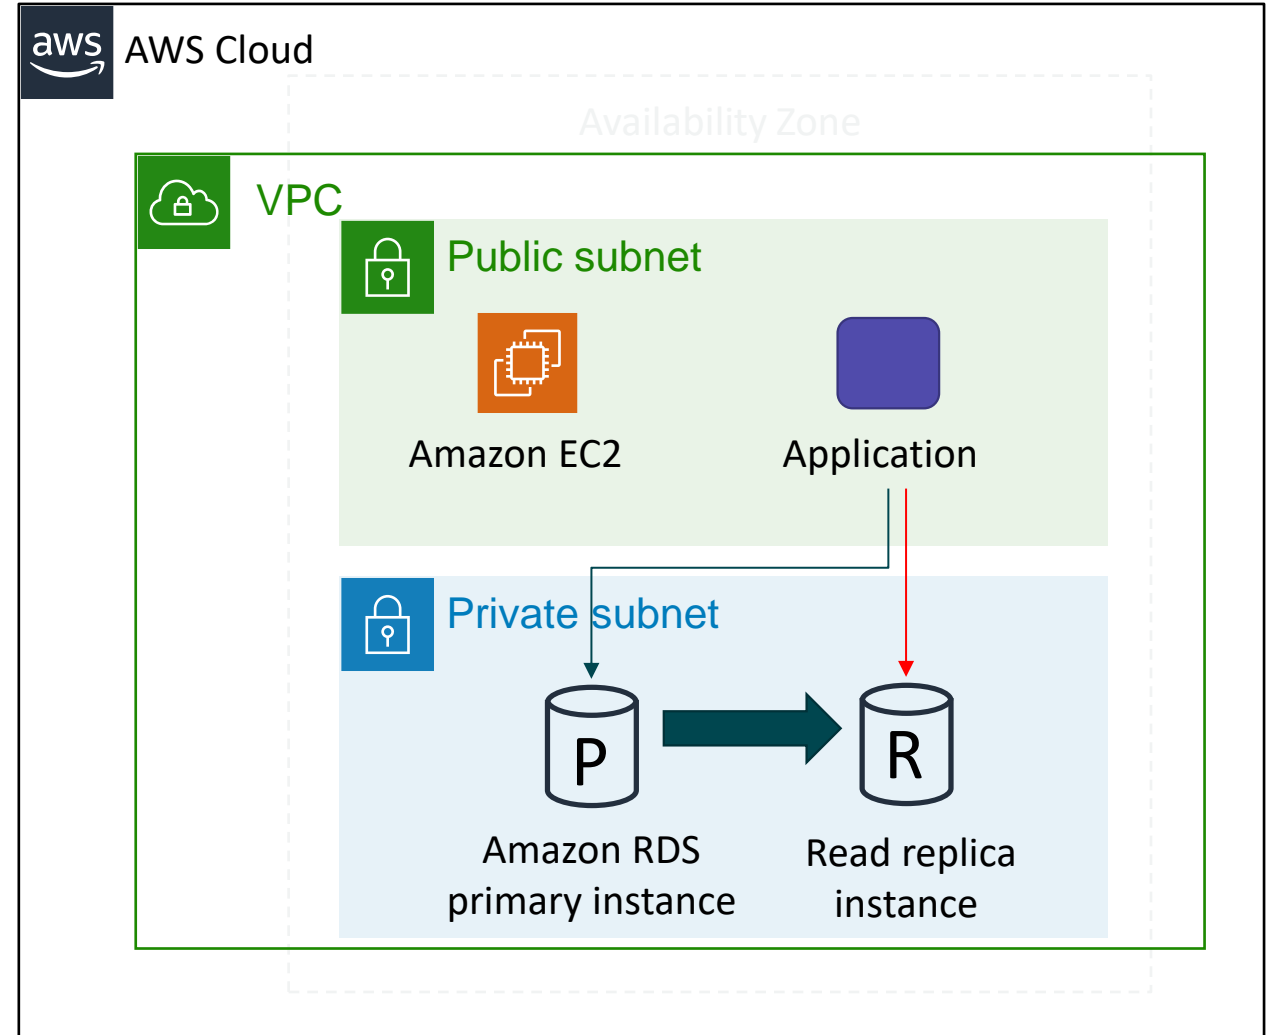 aws
AWS Cloud
Availability Zone
VPC
Public subnet
Amazon EC2
Application
Private subnet
P
R
Amazon RDS
primary instance
Read replica
instance